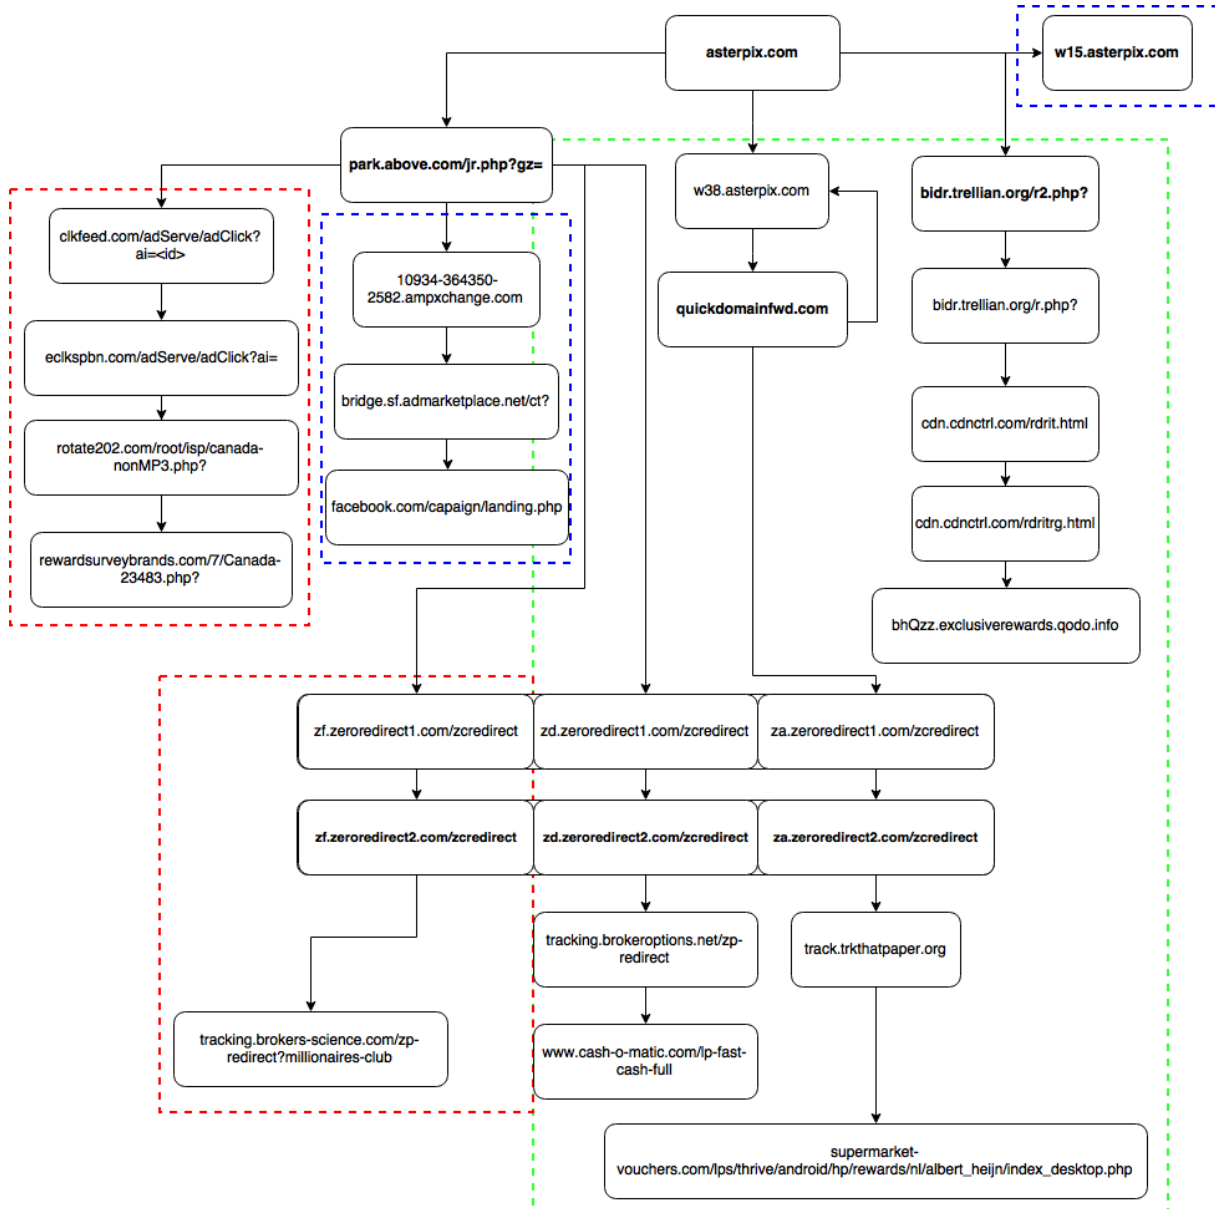 asterpix.com
w15.asterpix.com
park.above.com/jr.php?gz=
w38.asterpix.com
bidr.trellian.org/r2.php?
clkfeed.com/adServe/adClick?
ai=<id>
10934-364350-
2582.ampxchange.com
quickdomainfwd.com
bidr.trellian.org/r.php?
eclkspbn.com/adServe/adClick?ai=
bridge.sf.admarketplace.net/ct?
cdn.cdnctrl.com/rdrit.html
rotate202.com/root/isp/canada-
nonMP3.php?
facebook.com/capaign/landing.php
cdn.cdnctrl.com/rdritrg.html
rewardsurveybrands.com/7/Canada-
23483.php?
bhQzz.exclusiverewards.qodo.info
zf.zeroredirect1.com/zcredirect
zd.zeroredirect1.com/zcredirect
za.zeroredirect1.com/zcredirect
zf.zeroredirect2.com/zcredirect
zd.zeroredirect2.com/zcredirect
za.zeroredirect2.com/zcredirect
tracking.brokeroptions.net/zp-
redirect
track.trkthatpaper.org
tracking.brokers-science.com/zp-
redirect?millionaires-club
www.cash-o-matic.com/lp-fast-
cash-full
supermarket-
vouchers.com/lps/thrive/android/hp/rewards/nl/albert_heijn/index_desktop.php